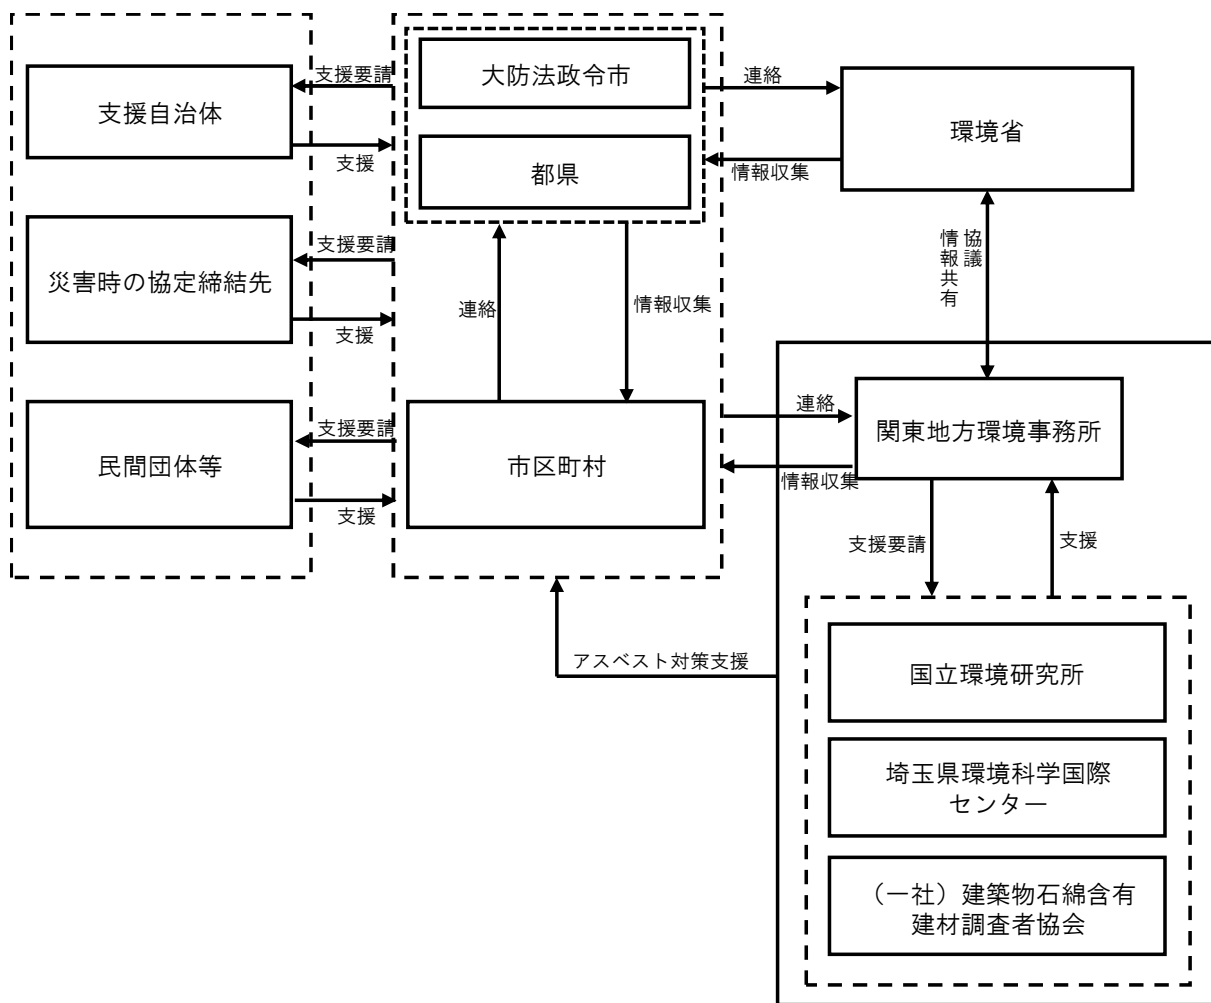 支援要請
支援自治体
支援
支援要請
災害時の協定締結先
支援
支援要請
民間団体等
支援
大防法政令市
都県
連絡
情報収集
市区町村
連絡
情報収集
環境省
協議
情報共有
連絡
情報収集
関東地方環境事務所
支援要請
支援
アスベスト対策支援
国立環境研究所
埼玉県環境科学国際
センター
（一社）建築物石綿含有
建材調査者協会